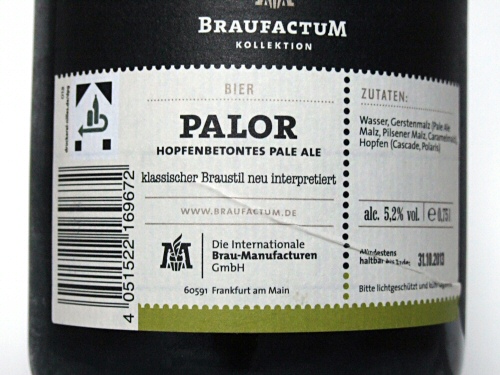 BRAUFACTUM
KOLLEKTION
BIER
PALOR
HOPFENBETONTES PALE ALE
klassischer Braustil neu interpretiert
WWW.BRAUFACTUM.DE
Die Internationale
Brau-Manufacturen
GmbH
60591 Frankfurt am Main
4 051522 169672
ZUTATEN:
Wasser, Gerstenmalz (Pale Ale
Malz, Pilsener Malz, Caramelmalz),
Hopfen (Cascade, Polaris)
alc. 5,2% vol. e 0,75l
Mindestens
haltbar bis Ende: 31.10.2013
Bitte lichtgeschützt und kühl